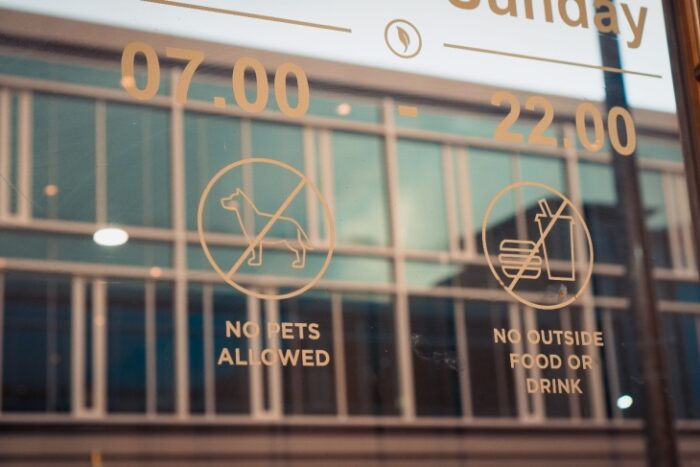 Sunday
07.00 - 22.00
NO PETS
ALLOWED
NO OUTSIDE
FOOD OR
DRINK